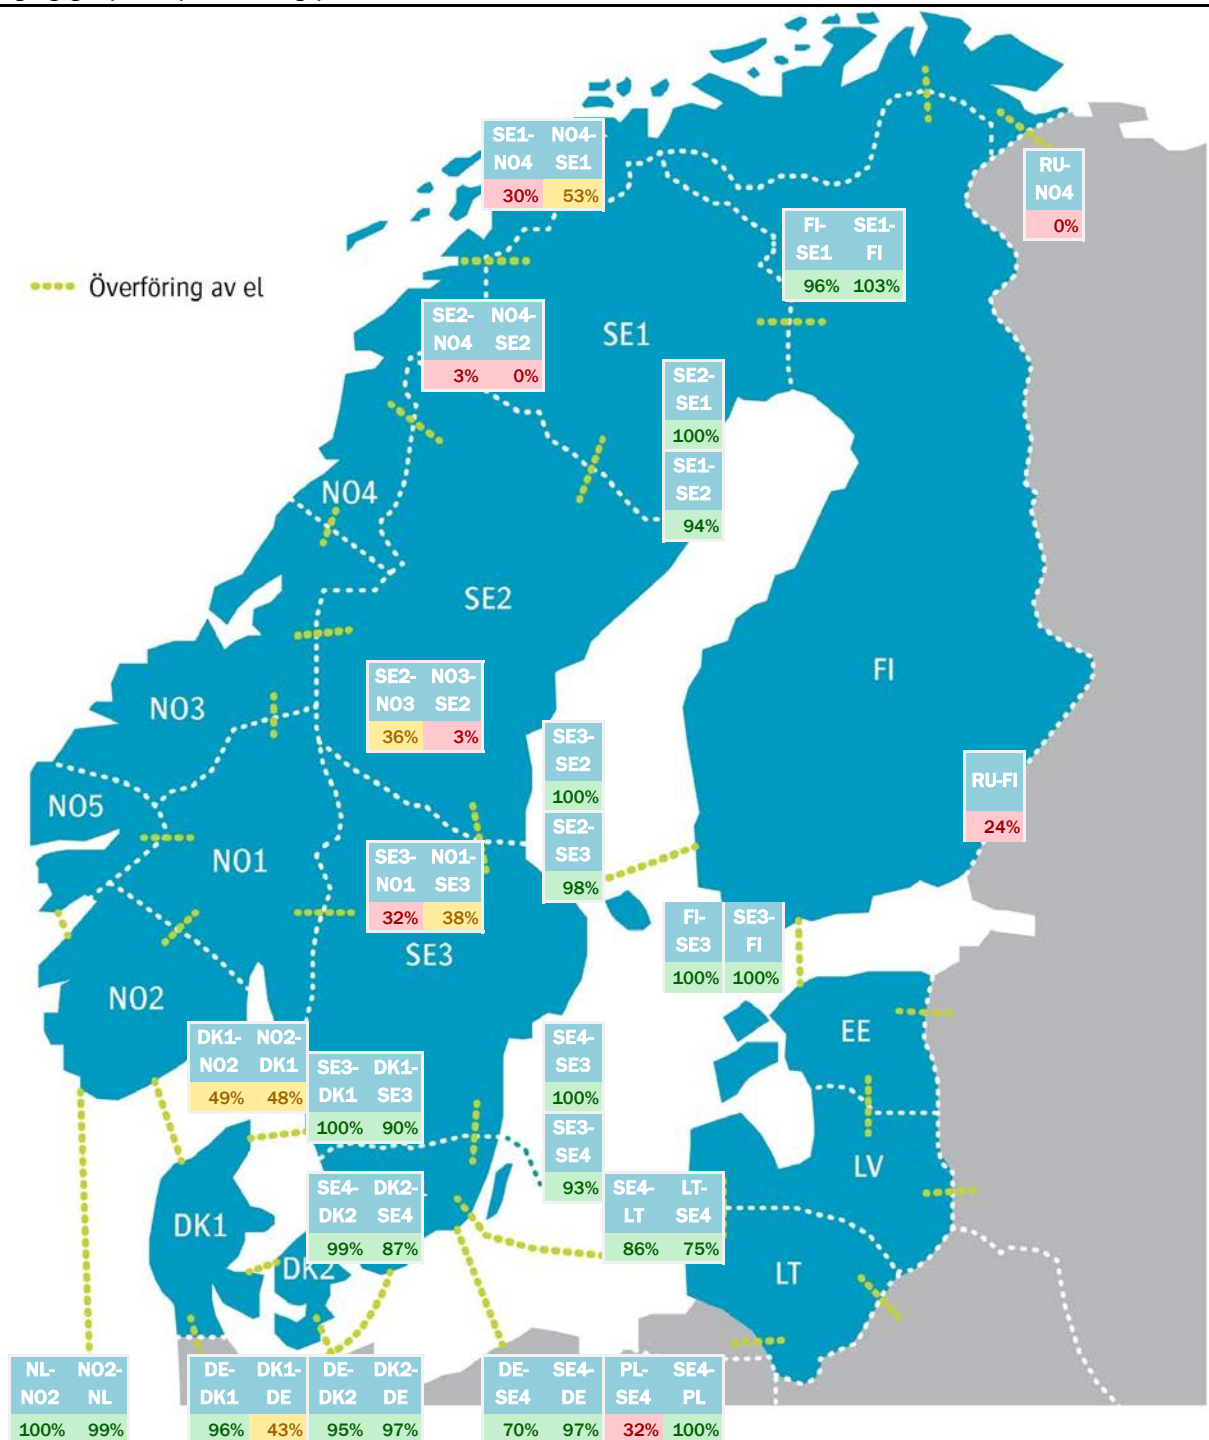 SE1- NO4-
NO4 SE1
30% 53%
RU-
NO4
0%
FI- SE1-
SE1 FI
96% 103%
Överföring av el
SE2- NO4-
NO4 SE2
3% 0%
SE1
SE2-
SE1
100%
SE1-
SE2
94%
NO4
SE2
FI
SE2- NO3-
NO3 SE2
36% 3%
NO3
SE3-
SE2
100%
SE2-
SE3
98%
RU-FI
24%
NO5
NO1
SE3- NO1-
NO1 SE3
32% 38%
SE3
FI- SE3-
SE3 FI
100% 100%
NO2
EE
DK1- NO2-
NO2 DK1
49% 48%
SE3- DK1-
DK1 SE3
100% 90%
SE4-
SE3
100%
SE3-
SE4
93%
LV
SE4- DK2-
DK2 SE4
99% 87%
SE4- LT-
LT SE4
86% 75%
DK1
DK2
LT
NL- NO2-
NO2 NL
100% 99%
DE- DK1- DE- DK2-
DK1 DE DK2 DE
96% 43% 95% 97%
DE- SE4- PL- SE4-
SE4 DE SE4 PL
70% 97% 32% 100%